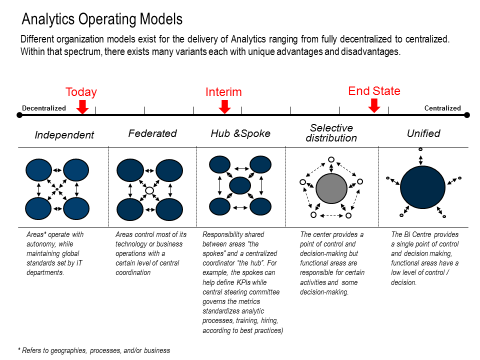 Analytics Operating Models
Different organization models exist for the delivery of Analytics ranging from fully decentralized to centralized.
Within that spectrum, there exists many variants each with unique advantages and disadvantages.
Today
Interim
End State
Decentralized
Centralized
Independent
Federated
Hub &Spoke
Selective
distribution
Unified
Areas* operate with
autonomy, while
maintaining global
standards set by IT
departments.
Areas control most of its
technology or business
operations with a
certain level of central
coordination
Responsibility shared
between areas "the
spokes" and a centralized
coordinator "the hub". For
example, the spokes can
help define KPIs while
central steering committee
governs the metrics
standardizes analytic
processes, training, hiring,
according to best practices)
The center provides a
point of control and
decision-making but
functional areas are
responsible for certain
activities and some
decision-making.
The BI Centre provides
a single point of control
and decision making,
functional areas have a
low level of control /
decision.
* Refers to geographies, processes, and/or business